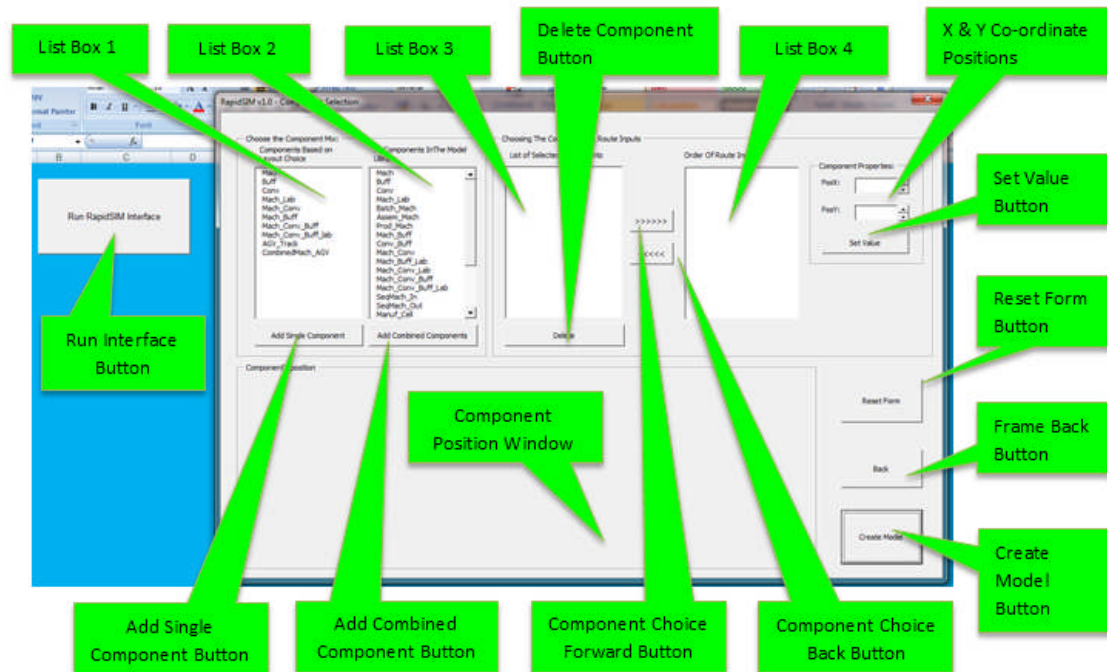 List Box 1
List Box 2
List Box 3
Delete Component
Button
List Box 4
X & Y Co-ordinate
Positions
Font
B
C
D
RapidSIM v1.0 - Selection
Choose the Component Mix:
Components Based on
Layout Choice
Components InThe Model
Mach
Buff
Conv
Mach_Lab
Mach_Conv
Mach_Buff
Mach_Conv_Buff
Mach_Conv_Buff_lab
AGV_Track
CombinedMach_AGV
Mach
Buff
Conv
Mach_Lab
Batch_Mach
Assem_Mach
Prod_Mach
Mach_Buff
Conv_Buff
Mach_Conv
Mach_Buff_Lab
Mach_Conv_Lab
Mach_Conv_Buff
Mach_Conv_Buff_Lab
SeqMach_In
SeqMach_Out
Manuf_Cell
Add Single Component
Add Combined Components
Choosing The Route Inputs
List of Selected
Delete
>>>>>>
<<<<
Order Of Route
Component Properties:
PosX:
PosY:
Set Value
Set Value
Button
Run RapidSIM Interface
Run Interface
Button
Component
Position Window
Reset Form
Reset Form
Button
Back
Frame Back
Button
Create Model
Create
Model
Button
Add Single
Component Button
Add Combined
Component Button
Component Choice
Forward Button
Component Choice
Back Button